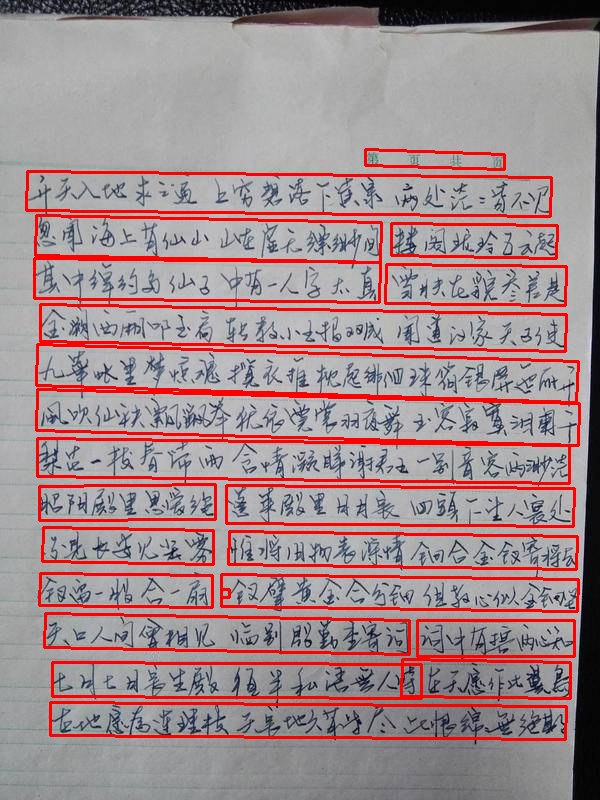 第 页 共 页
升天入地求之遍 上穷碧落下黄泉 两处茫茫皆不见
忽闻海上有仙山 山在虚无缥缈间 楼阁玲珑五云起
其中绰约多仙子 中有一人字太真 雪肤花貌参差是
金阙西厢叩玉扃 转教小玉报双成 闻道汉家天子使
九华帐里梦惊魂 揽衣推枕起徘徊 珠箔银屏迤
风吹仙袂飘飘举 犹似霓裳羽衣舞 玉容寂寞泪阑干
梨花一枝春带雨 含情凝睇谢君王 一别音容两渺茫
昭阳殿里恩爱绝 蓬莱殿里日月长 回头下望人寰处
不见长安见尘雾 惟将旧物表深情 钿合金钗寄将去
钗留一股合一扇 钗擘黄金合分钿 但教心似金钿坚
天上人间会相见 临别殷勤重寄词 词中有 两心知
七月七日长生殿 夜半私语无人时 在天愿作比翼鸟
在地愿为连理枝 天长地久有时尽 此恨绵绵无绝期